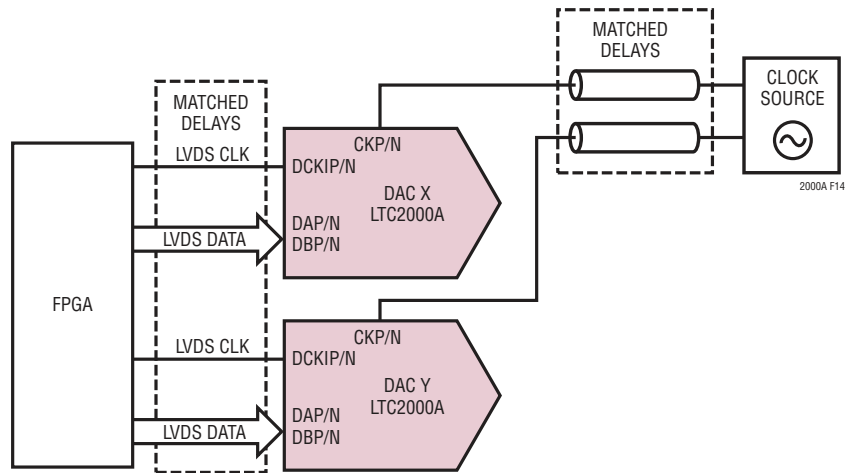 MATCHED
DELAYS
CLOCK
SOURCE
2000A F14
MATCHED
DELAYS
LVDS CLK
CKP/N
DCKIP/N
DAC X
LTC2000A
DAP/N
DBP/N
LVDS DATA
FPGA
LVDS CLK
CKP/N
DCKIP/N
DAC Y
LTC2000A
DAP/N
DBP/N
LVDS DATA